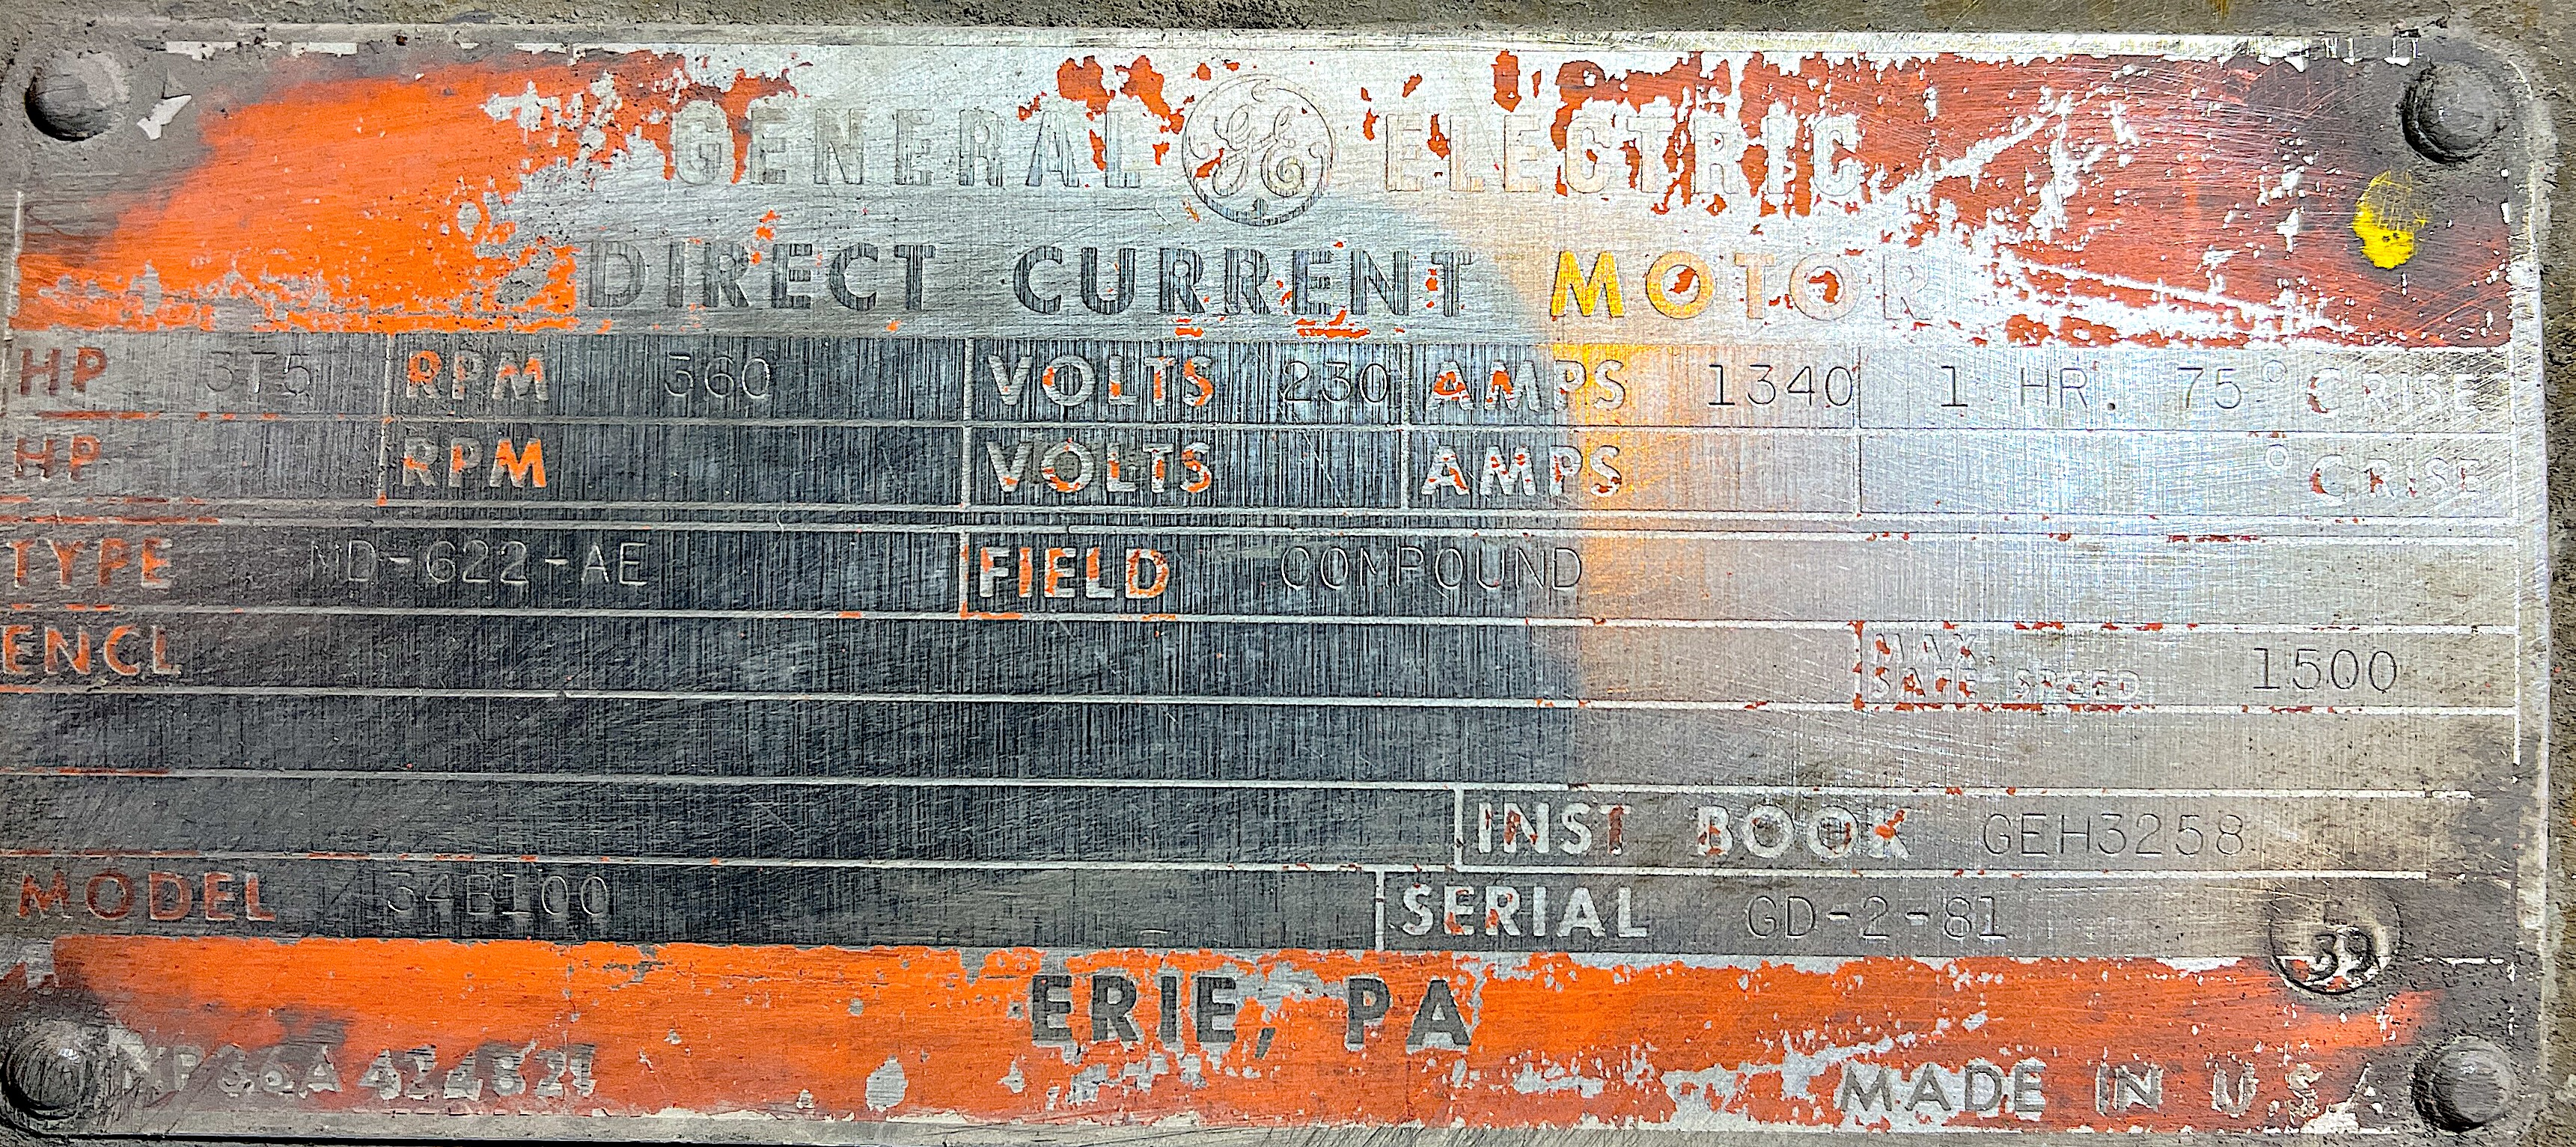 GENERAL GE ELECTRIC
DIRECT CURRENT MOTOR
HP 375 RPM 360 VOLTS 230 AMPS 1340 1 HR. 75°C RISE
HP RPM VOLTS AMPS °C RISE
TYPE MD-622-AE FIELD COMPOUND
ENCL MAX. SAFE SPEED 1500
INST BOOK GEH3258
MODEL 34B100 SERIAL GD-2-81
39
ERIE, PA
MADE IN U.S.A